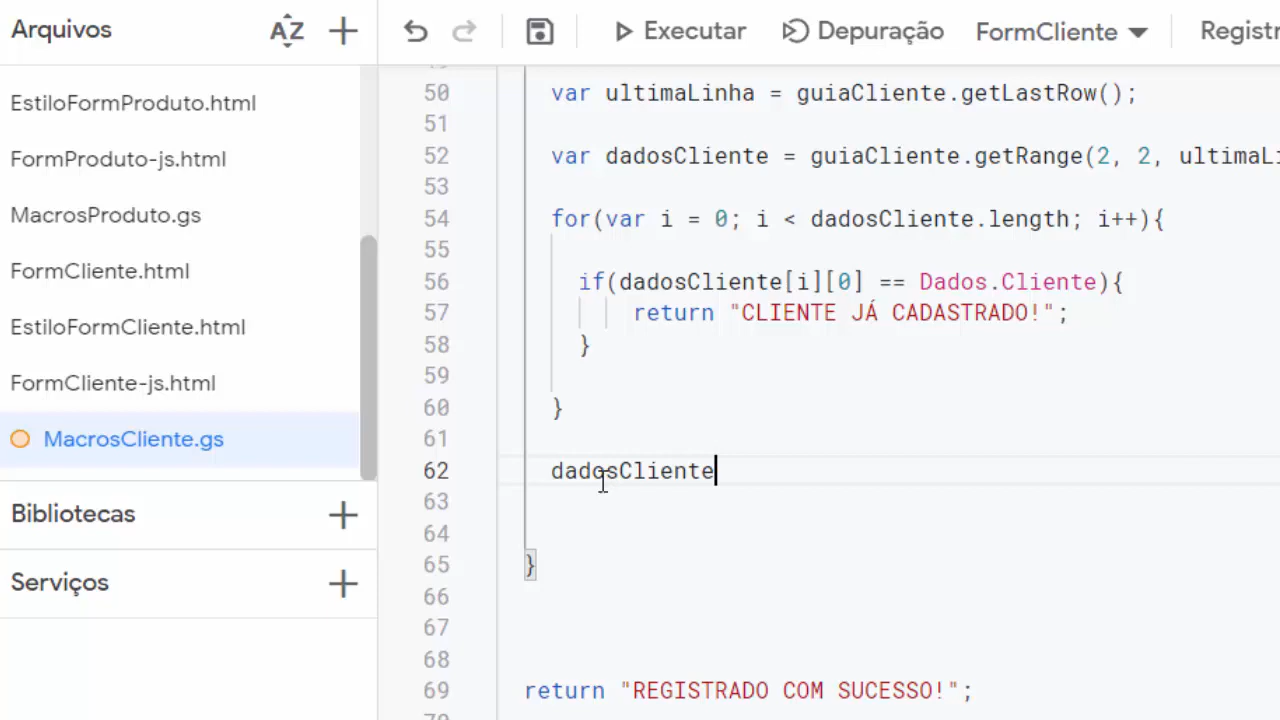 Arquivos
AZ
Executar
Depuração
FormCliente
Registr
EstiloFormProduto.html
FormProduto-js.html
MacrosProduto.gs
FormCliente.html
EstiloFormCliente.html
FormCliente-js.html
MacrosCliente.gs
Bibliotecas
Serviços
50 var ultimaLinha = guiaCliente.getLastRow();
51
52 var dadosCliente = guiaCliente.getRange(2, 2, ultimaLi
53
54 for(var i = 0; i < dadosCliente.length; i++){
55
56 if(dadosCliente[i][0] == Dados.Cliente){
57 return "CLIENTE JÁ CADASTRADO!";
58 }
59
60 }
61
62 dadosCliente
63
64
65 }
66
67
68
69 return "REGISTRADO COM SUCESSO!";